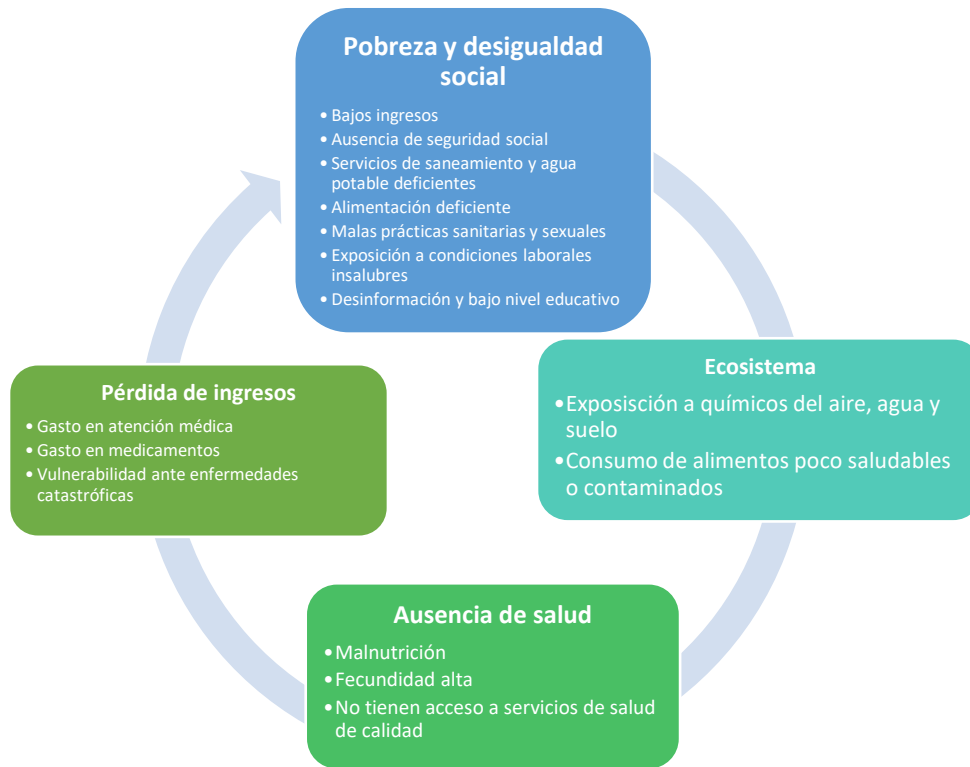 Pobreza y desigualdad
social
• Bajos ingresos
• Ausencia de seguridad social
• Servicios de saneamiento y agua
potable deficientes
• Alimentación deficiente
• Malas prácticas sanitarias y sexuales
• Exposición a condiciones laborales
insalubres
• Desinformación y bajo nivel educativo
Ecosistema
• Exposisción a químicos del aire, agua y
suelo
• Consumo de alimentos poco saludables
o contaminados
Ausencia de salud
• Malnutrición
• Fecundidad alta
• No tienen acceso a servicios de salud
de calidad
Pérdida de ingresos
• Gasto en atención médica
• Gasto en medicamentos
• Vulnerabilidad ante enfermedades
catastróficas